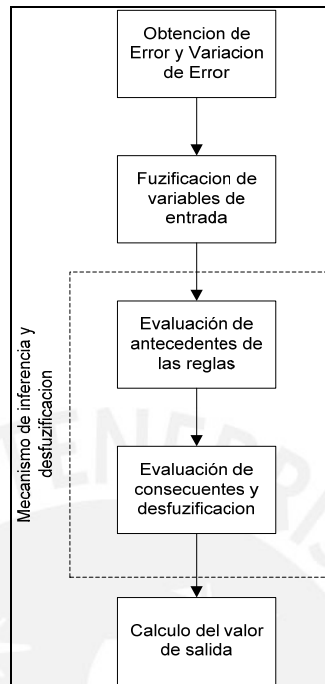 Obtencion de
Error y Variacion
de Error
Fuzificacion de
variables de
entrada
Mecanismo de inferencia y
desfuzificacion
Evaluación de
antecedentes de
las reglas
Evaluación de
consecuentes y
desfuzificacion
Calculo del valor
de salida